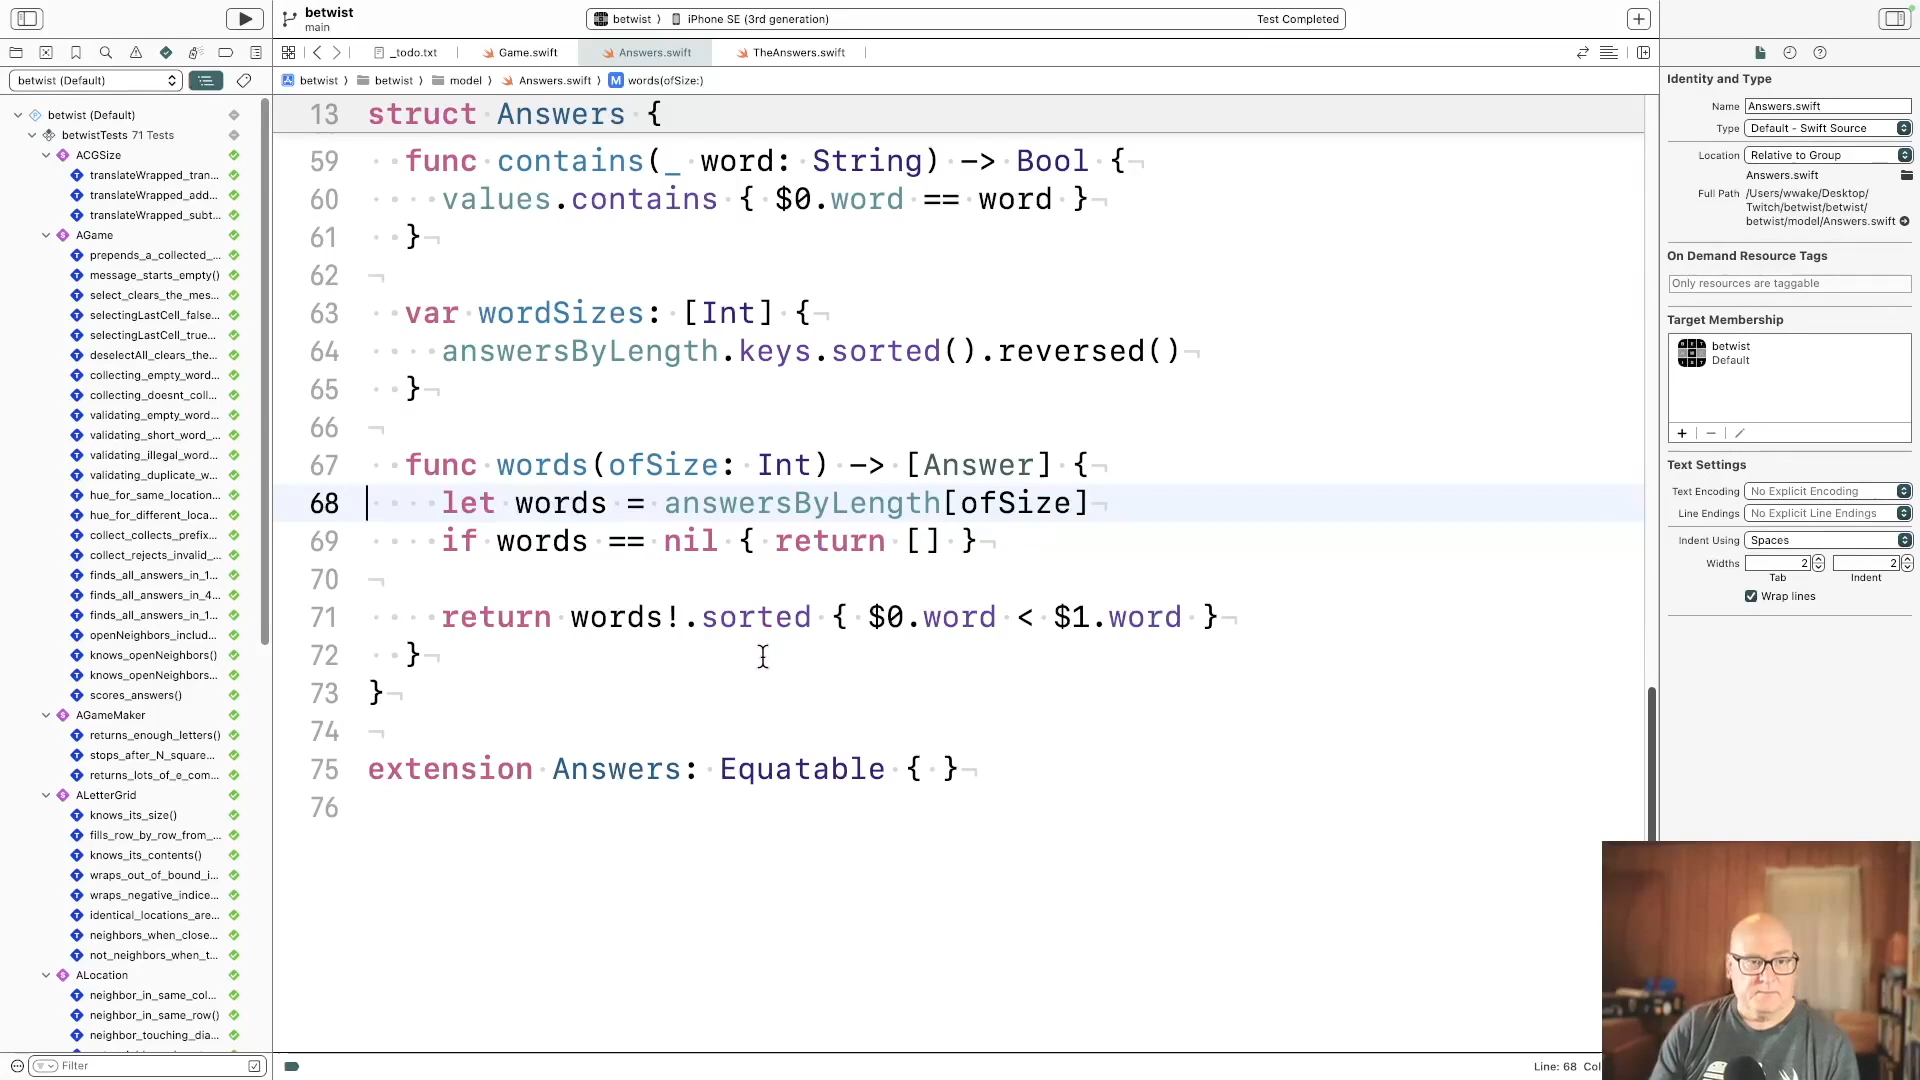 betwist
main
betwist 〉 iPhone SE (3rd generation)
Test Completed
_todo.txt
Game.swift
Answers.swift
TheAnswers.swift
betwist (Default)
betwist 〉 betwist 〉 model 〉 Answers.swift 〉 M words(ofSize:)
betwist (Default)
betwistTests 71 Tests
ACGSize
translateWrapped_tran...
translateWrapped_add...
translateWrapped_subt...
AGame
prepends_a_collected_...
message_starts_empty()
select_clears_the_mes...
selectingLastCell_false...
selectingLastCell_true...
deselectAll_clears_the...
collecting_empty_word...
collecting_doesnt_coll...
validating_empty_word...
validating_short_word_...
validating_illegal_word...
validating_duplicate_w...
hue_for_same_location...
hue_for_different_loca...
collect_collects_prefix...
collect_rejects_invalid_...
finds_all_answers_in_1...
finds_all_answers_in_4...
finds_all_answers_in_1...
openNeighbors_includ...
knows_openNeighbors()
knows_openNeighbors...
scores_answers()
AGameMaker
returns_enough_letters()
stops_after_N_square...
returns_lots_of_e_com...
ALetterGrid
knows_its_size()
fills_row_by_row_from_...
knows_its_contents()
wraps_out_of_bound_i...
wraps_negative_indice...
identical_locations_are...
neighbors_when_close...
not_neighbors_when_t...
ALocation
neighbor_in_same_col...
neighbor_in_same_row()
neighbor_touching_dia...
Filter
13 struct Answers {
59 func contains(_ word: String) -> Bool {
60 values.contains { $0.word == word }
61 }
62
63 var wordSizes: [Int] {
64 answersByLength.keys.sorted().reversed()
65 }
66
67 func words(ofSize: Int) -> [Answer] {
68 let words = answersByLength[ofSize]
69 if words == nil { return [] }
70
71 return words!.sorted { $0.word < $1.word }
72 }
73 }
74
75 extension Answers: Equatable { }
76
Line: 68 Co
Identity and Type
Name Answers.swift
Type Default - Swift Source
Location Relative to Group
Answers.swift
Full Path /Users/wwake/Desktop/
Twitch/betwist/betwist/
betwist/model/Answers.swift
On Demand Resource Tags
Only resources are taggable
Target Membership
betwist
Default
Text Settings
Text Encoding No Explicit Encoding
Line Endings No Explicit Line Endings
Indent Using Spaces
Widths 2 2
Tab Indent
Wrap lines